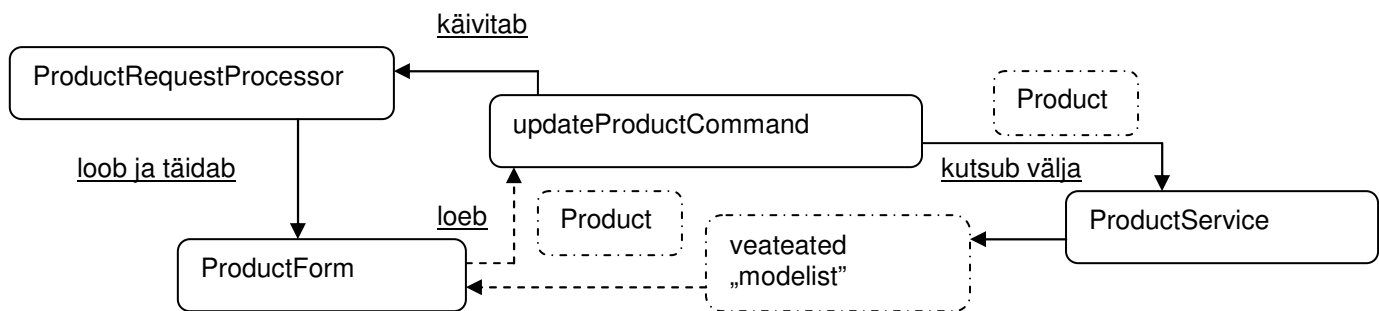 käivitab
ProductRequestProcessor
Product
updateProductCommand
loob ja täidab
kutsub välja
loeb
Product
ProductService
veateated
„modelist”
ProductForm